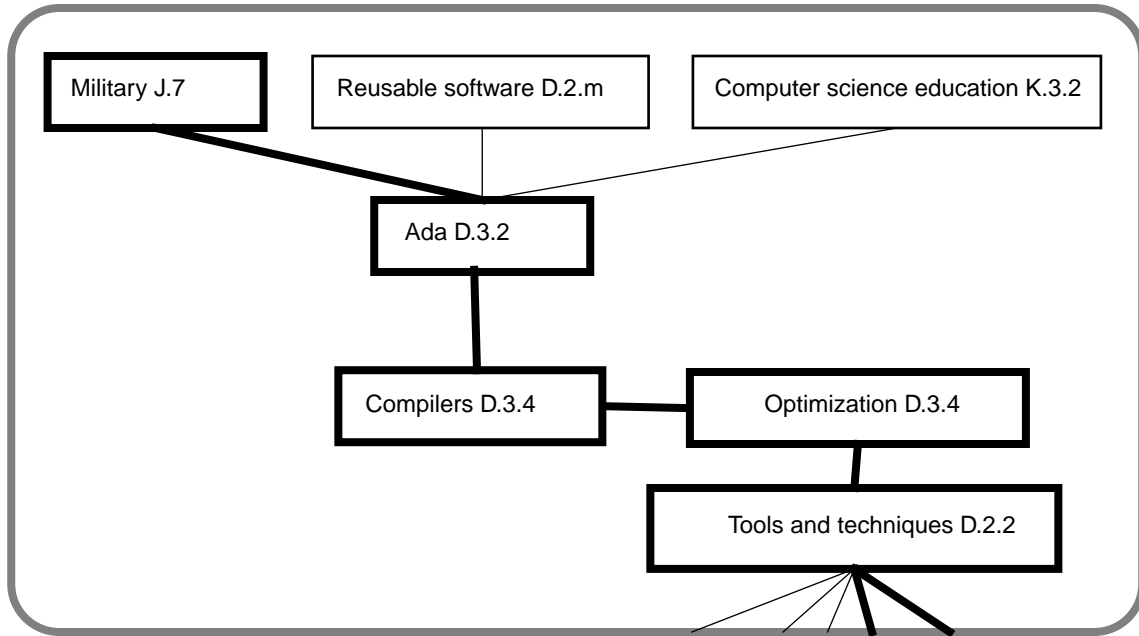 Military J.7
Reusable software D.2.m
Computer science education K.3.2
Ada D.3.2
Compilers D.3.4
Optimization D.3.4
Tools and techniques D.2.2